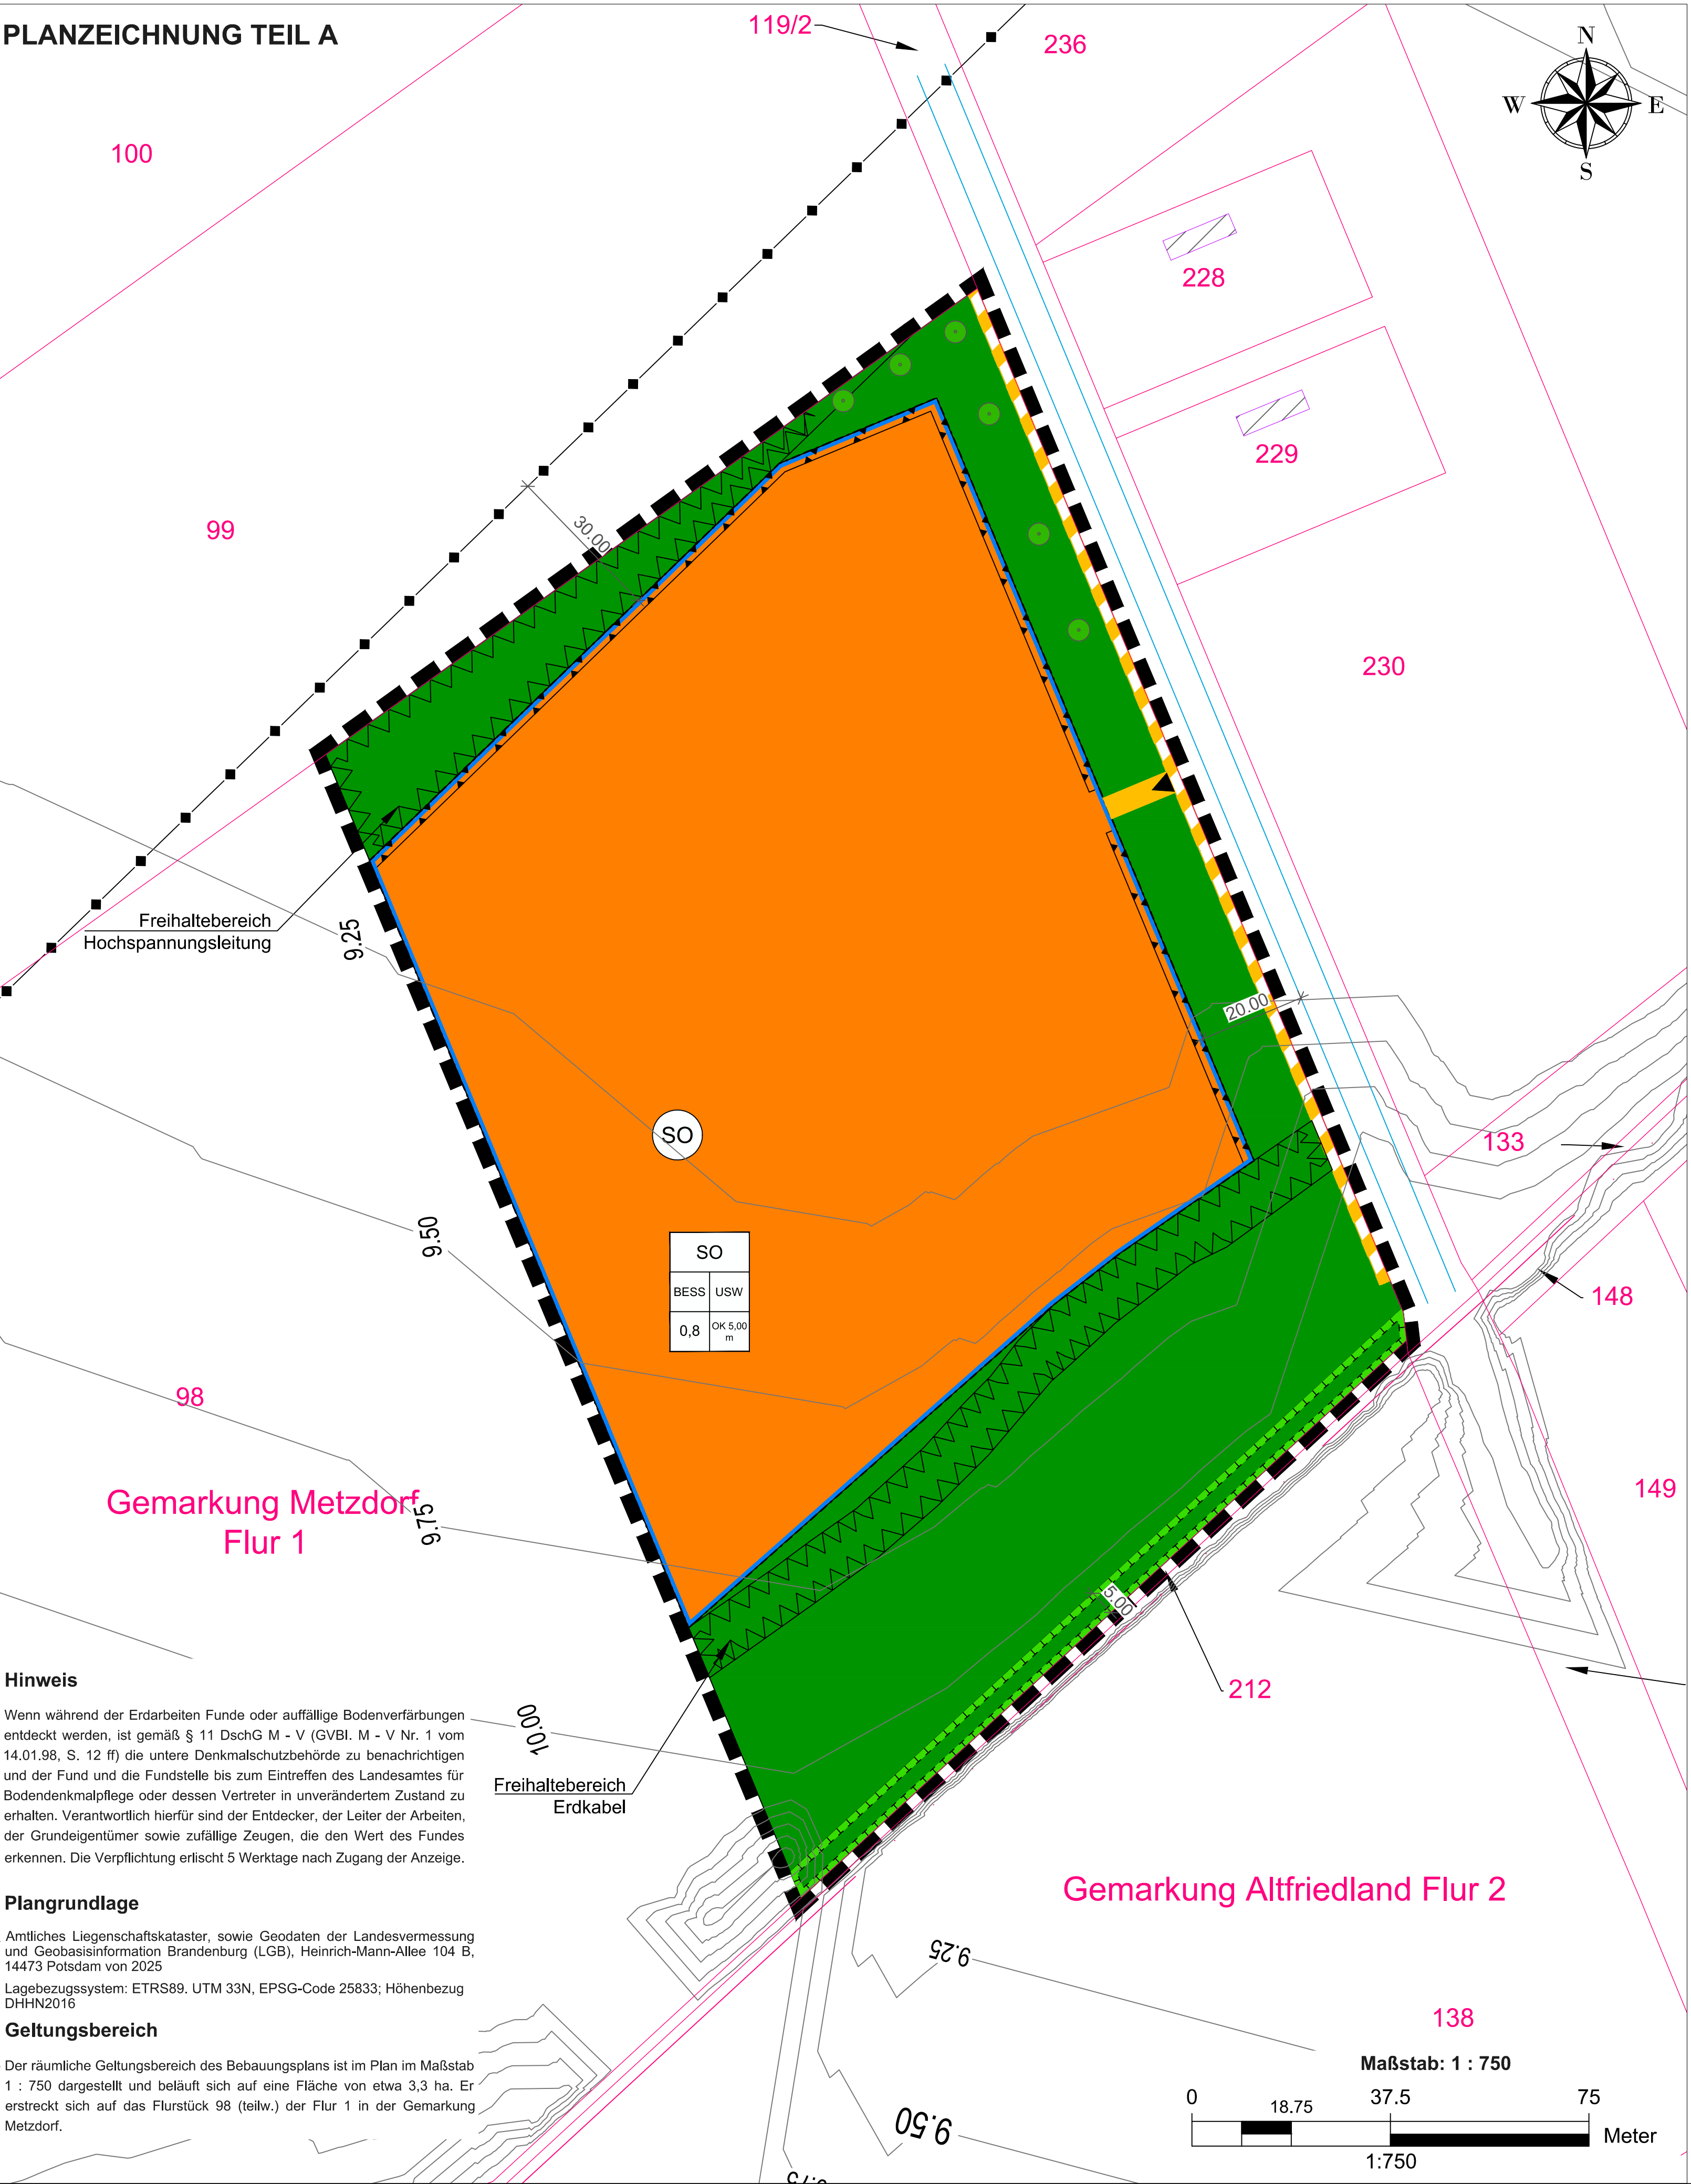 PLANZEICHNUNG TEIL A
119/2
236
N
W
E
S
100
228
229
99
30.00
230
Freihaltebereich
Hochspannungsleitung
9.25
20.00
SO
133
9.50
SO
BESS USW
0,8 OK 5,00
m
148
98
149
Gemarkung Metzdorf
Flur 1
9.75
5.00
212
Hinweis
Wenn während der Erdarbeiten Funde oder auffällige Bodenverfärbungen
entdeckt werden, ist gemäß § 11 DschG M - V (GVBl. M - V Nr. 1 vom
14.01.98, S. 12 ff) die untere Denkmalschutzbehörde zu benachrichtigen
und der Fund und die Fundstelle bis zum Eintreffen des Landesamtes für
Bodendenkmalpflege oder dessen Vertreter in unverändertem Zustand zu
erhalten. Verantwortlich hierfür sind der Entdecker, der Leiter der Arbeiten,
der Grundeigentümer sowie zufällige Zeugen, die den Wert des Fundes
erkennen. Die Verpflichtung erlischt 5 Werktage nach Zugang der Anzeige.
10.00
Freihaltebereich
Erdkabel
Plangrundlage
Amtliches Liegenschaftskataster, sowie Geodaten der Landesvermessung
und Geobasisinformation Brandenburg (LGB), Heinrich-Mann-Allee 104 B,
14473 Potsdam von 2025
Lagebezugssystem: ETRS89. UTM 33N, EPSG-Code 25833; Höhenbezug
DHHN2016
Geltungsbereich
Der räumliche Geltungsbereich des Bebauungsplans ist im Plan im Maßstab
1 : 750 dargestellt und beläuft sich auf eine Fläche von etwa 3,3 ha. Er
erstreckt sich auf das Flurstück 98 (teilw.) der Flur 1 in der Gemarkung
Metzdorf.
Gemarkung Altfriedland Flur 2
9.25
138
9.50
Maßstab: 1 : 750
0 18.75 37.5 75
Meter
1:750